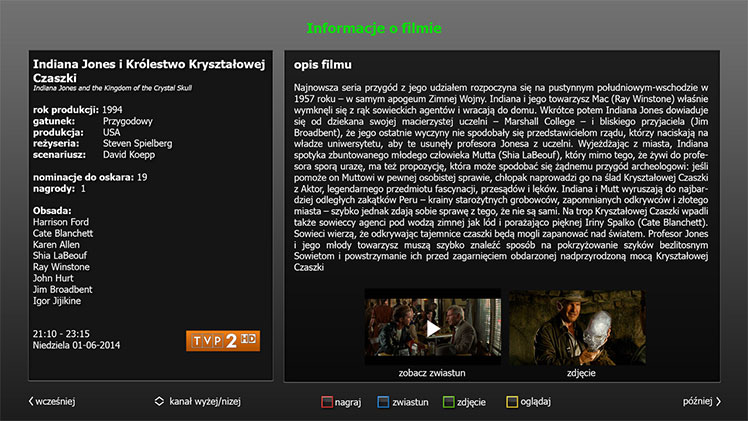 Informacje o filmie
Indiana Jones i Królestwo Kryształowej
Czaszki
Indiana Jones and the Kingdom of the Crystal Skull
rok produkcji: 1994
gatunek: Przygodowy
produkcja: USA
reżyseria: Steven Spielberg
scenariusz: David Koepp
nominacje do oskara: 19
nagrody: 1
Obsada:
Harrison Ford
Cate Blanchett
Karen Allen
Shia LaBeouf
Ray Winstone
John Hurt
Jim Broadbent
Igor Jijikine
21:10 - 23:15
Niedziela 01-06-2014
TVP 2 HD
opis filmu
Najnowsza seria przygód z jego udziałem rozpoczyna się na pustynnym południowym-wschodzie w
1957 roku – w samym apogeum Zimnej Wojny. Indiana i jego towarzysz Mac (Ray Winstone) właśnie
wymknęli się z rąk sowieckich agentów i wracają do domu. Wkrótce potem Indiana Jones dowiaduje
się od dziekana swojej macierzystej uczelni – Marshall College – i bliskiego przyjaciela (Jim
Broadbent), że jego ostatnie wyczyny nie spodobały się przedstawicielom rządu, którzy naciskają na
władze uniwersytetu, aby te usunęły profesora Jonesa z uczelni. Wyjeżdżając z miasta, Indiana
spotyka zbuntowanego młodego człowieka Mutta (Shia LaBeouf), który mimo tego, że żywi do profe-
sora sporą urazę, ma też propozycję, która może spodobać się żądnemu przygód archeologowi: jeśli
pomoże on Muttowi w pewnej osobistej sprawie, chłopak naprowadzi go na ślad Kryształowej Czaszki
z Aktor, legendarnego przedmiotu fascynacji, przesądów i lęków. Indiana i Mutt wyruszają do najbar-
dziej odległych zakątków Peru – krainy starożytnych grobowców, zapomnianych odkrywców i złotego
miasta – szybko jednak zdają sobie sprawę z tego, że nie są sami. Na trop Kryształowej Czaszki wpadli
także sowieccy agenci pod wodzą zimnej jak lód i porażająco pięknej Iriny Spalko (Cate Blanchett).
Sowieci wierzą, że odkrywając tajemnice czaszki będą mogli zapanować nad światem. Profesor Jones
i jego młody towarzysz muszą szybko znaleźć sposób na pokrzyżowanie szyków bezlitosnym
Sowietom i powstrzymanie ich przed zagarnięciem obdarzonej nadprzyrodzoną mocą Kryształowej
Czaszki
zobacz zwiastun
zdjęcie
wcześniej
kanał wyżej/nizej
nagraj
zwiastun
zdjęcie
oglądaj
później